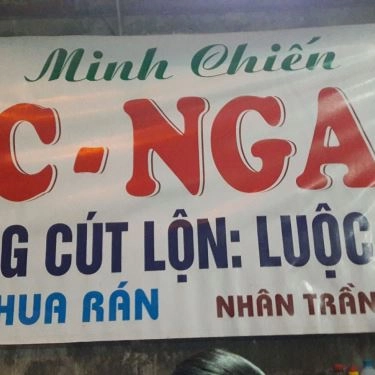 Minh Chiến
C - NGA
G CÚT LỘN: LUỘC
HUA RÁN NHÂN TRẦN